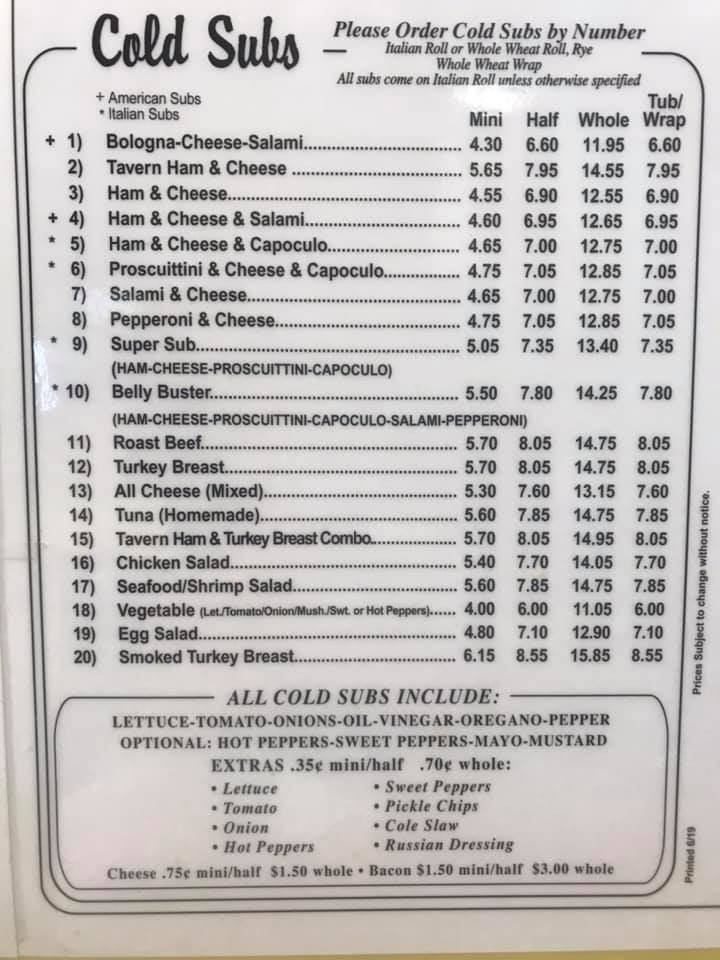 Cold Subs
Please Order Cold Subs by Number
Italian Roll or Whole Wheat Roll, Rye
Whole Wheat Wrap
All subs come on Italian Roll unless otherwise specified
+ American Subs
* Italian Subs
Mini Half Whole Tub/
Wrap
+ 1) Bologna-Cheese-Salami................................ 4.30 6.60 11.95 6.60
2) Tavern Ham & Cheese .................................. 5.65 7.95 14.55 7.95
3) Ham & Cheese............................................... 4.55 6.90 12.55 6.90
+ 4) Ham & Cheese & Salami................................ 4.60 6.95 12.65 6.95
* 5) Ham & Cheese & Capoculo........................... 4.65 7.00 12.75 7.00
* 6) Proscuittini & Cheese & Capoculo............... 4.75 7.05 12.85 7.05
7) Salami & Cheese........................................... 4.65 7.00 12.75 7.00
8) Pepperoni & Cheese..................................... 4.75 7.05 12.85 7.05
* 9) Super Sub...................................................... 5.05 7.35 13.40 7.35
(HAM-CHEESE-PROSCUITTINI-CAPOCULO)
* 10) Belly Buster................................................... 5.50 7.80 14.25 7.80
(HAM-CHEESE-PROSCUITTINI-CAPOCULO-SALAMI-PEPPERONI)
11) Roast Beef.................................................... 5.70 8.05 14.75 8.05
12) Turkey Breast............................................... 5.70 8.05 14.75 8.05
13) All Cheese (Mixed)....................................... 5.30 7.60 13.15 7.60
14) Tuna (Homemade)........................................ 5.60 7.85 14.75 7.85
15) Tavern Ham & Turkey Breast Combo................. 5.70 8.05 14.95 8.05
16) Chicken Salad.............................................. 5.40 7.70 14.05 7.70
17) Seafood/Shrimp Salad................................. 5.60 7.85 14.75 7.85
18) Vegetable (Let./Tomato/Onion/Mush./Swt. or Hot Peppers)...... 4.00 6.00 11.05 6.00
19) Egg Salad..................................................... 4.80 7.10 12.90 7.10
20) Smoked Turkey Breast................................. 6.15 8.55 15.85 8.55
ALL COLD SUBS INCLUDE:
LETTUCE-TOMATO-ONIONS-OIL-VINEGAR-OREGANO-PEPPER
OPTIONAL: HOT PEPPERS-SWEET PEPPERS-MAYO-MUSTARD
EXTRAS .35¢ mini/half .70¢ whole:
• Lettuce • Sweet Peppers
• Tomato • Pickle Chips
• Onion • Cole Slaw
• Hot Peppers • Russian Dressing
Cheese .75¢ mini/half $1.50 whole • Bacon $1.50 mini/half $3.00 whole
Prices Subject to change without notice.
Printed 6/19